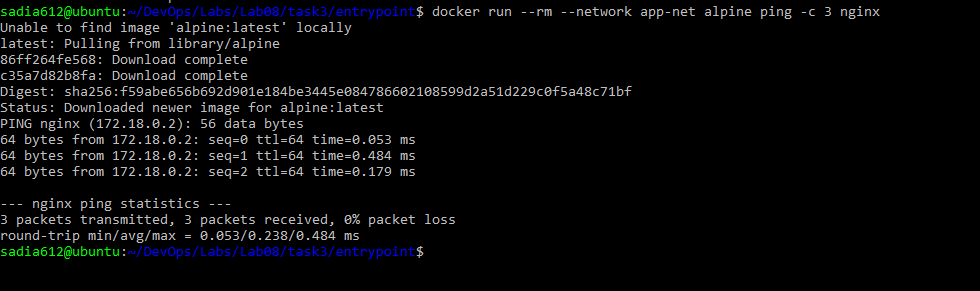 sadia612@ubuntu:~/DevOps/Labs/Lab08/task3/entrypoint$ docker run --rm --network app-net alpine ping -c 3 nginx
Unable to find image 'alpine:latest' locally
latest: Pulling from library/alpine
86ff264fe568: Download complete
c35a7d82b8fa: Download complete
Digest: sha256:f59abe656b692d901e184be3445e084786602108599d2a51d229c0f5a48c71bf
Status: Downloaded newer image for alpine:latest
PING nginx (172.18.0.2): 56 data bytes
64 bytes from 172.18.0.2: seq=0 ttl=64 time=0.053 ms
64 bytes from 172.18.0.2: seq=1 ttl=64 time=0.484 ms
64 bytes from 172.18.0.2: seq=2 ttl=64 time=0.179 ms
--- nginx ping statistics ---
3 packets transmitted, 3 packets received, 0% packet loss
round-trip min/avg/max = 0.053/0.238/0.484 ms
sadia612@ubuntu:~/DevOps/Labs/Lab08/task3/entrypoint$